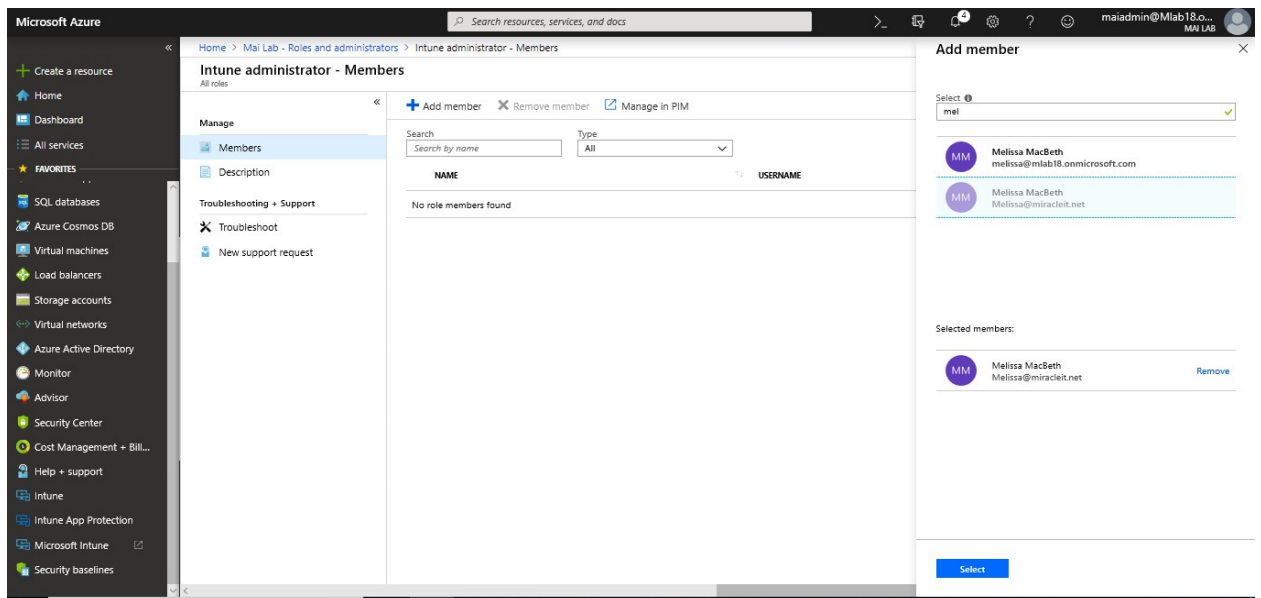 Microsoft Azure
Search resources, services, and docs
>_
4
?
maiadmin@Mlab18.o...
MAI LAB
«
Create a resource
Home
Dashboard
All services
FAVORITES
SQL databases
Azure Cosmos DB
Virtual machines
Load balancers
Storage accounts
Virtual networks
Azure Active Directory
Monitor
Advisor
Security Center
Cost Management + Bill...
Help + support
Intune
Intune App Protection
Microsoft Intune
Security baselines
Home > Mai Lab - Roles and administrators > Intune administrator - Members
Intune administrator - Members
All roles
«
Manage
Members
Description
Troubleshooting + Support
Troubleshoot
New support request
Add member Remove member Manage in PIM
Search Type
Search by name All
NAME USERNAME
No role members found
Add member
Select
mel
MM
Melissa MacBeth
melissa@mlab18.onmicrosoft.com
MM
Melissa MacBeth
Melissa@miracleit.net
Selected members:
MM
Melissa MacBeth
Melissa@miracleit.net
Remove
Select